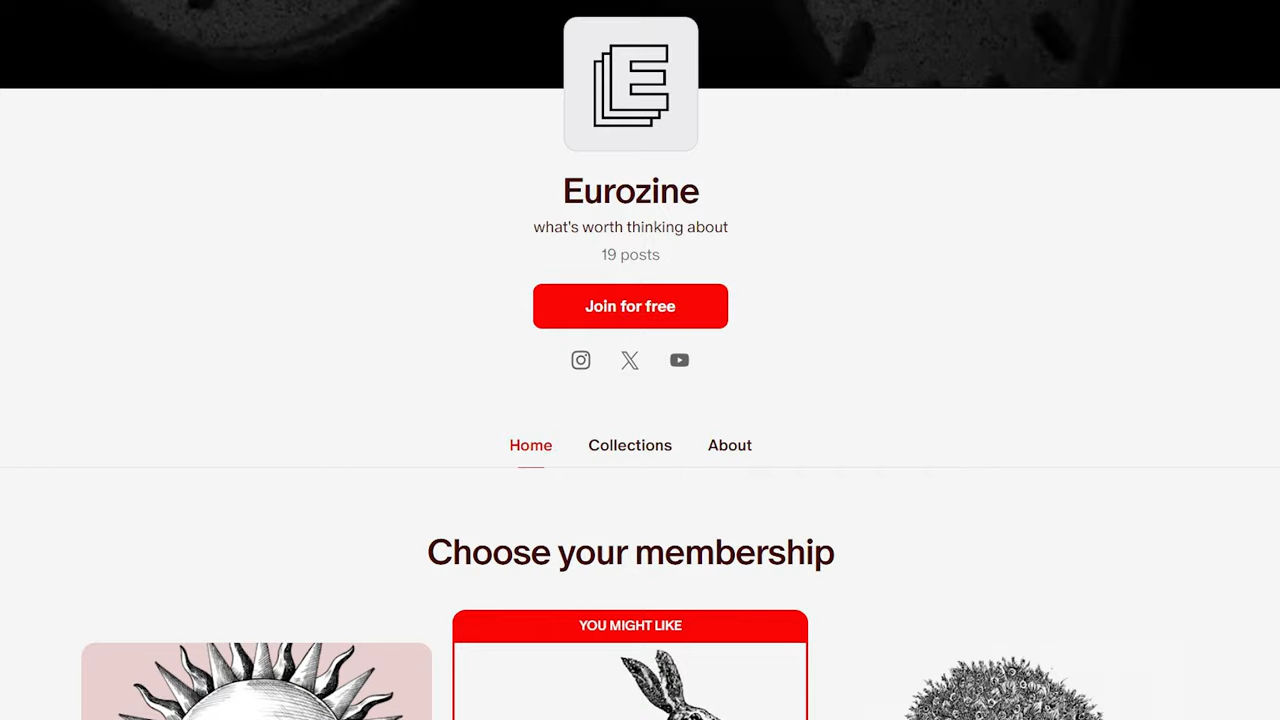 E
Eurozine
what's worth thinking about
19 posts
Join for free
Home Collections About
Choose your membership
YOU MIGHT LIKE